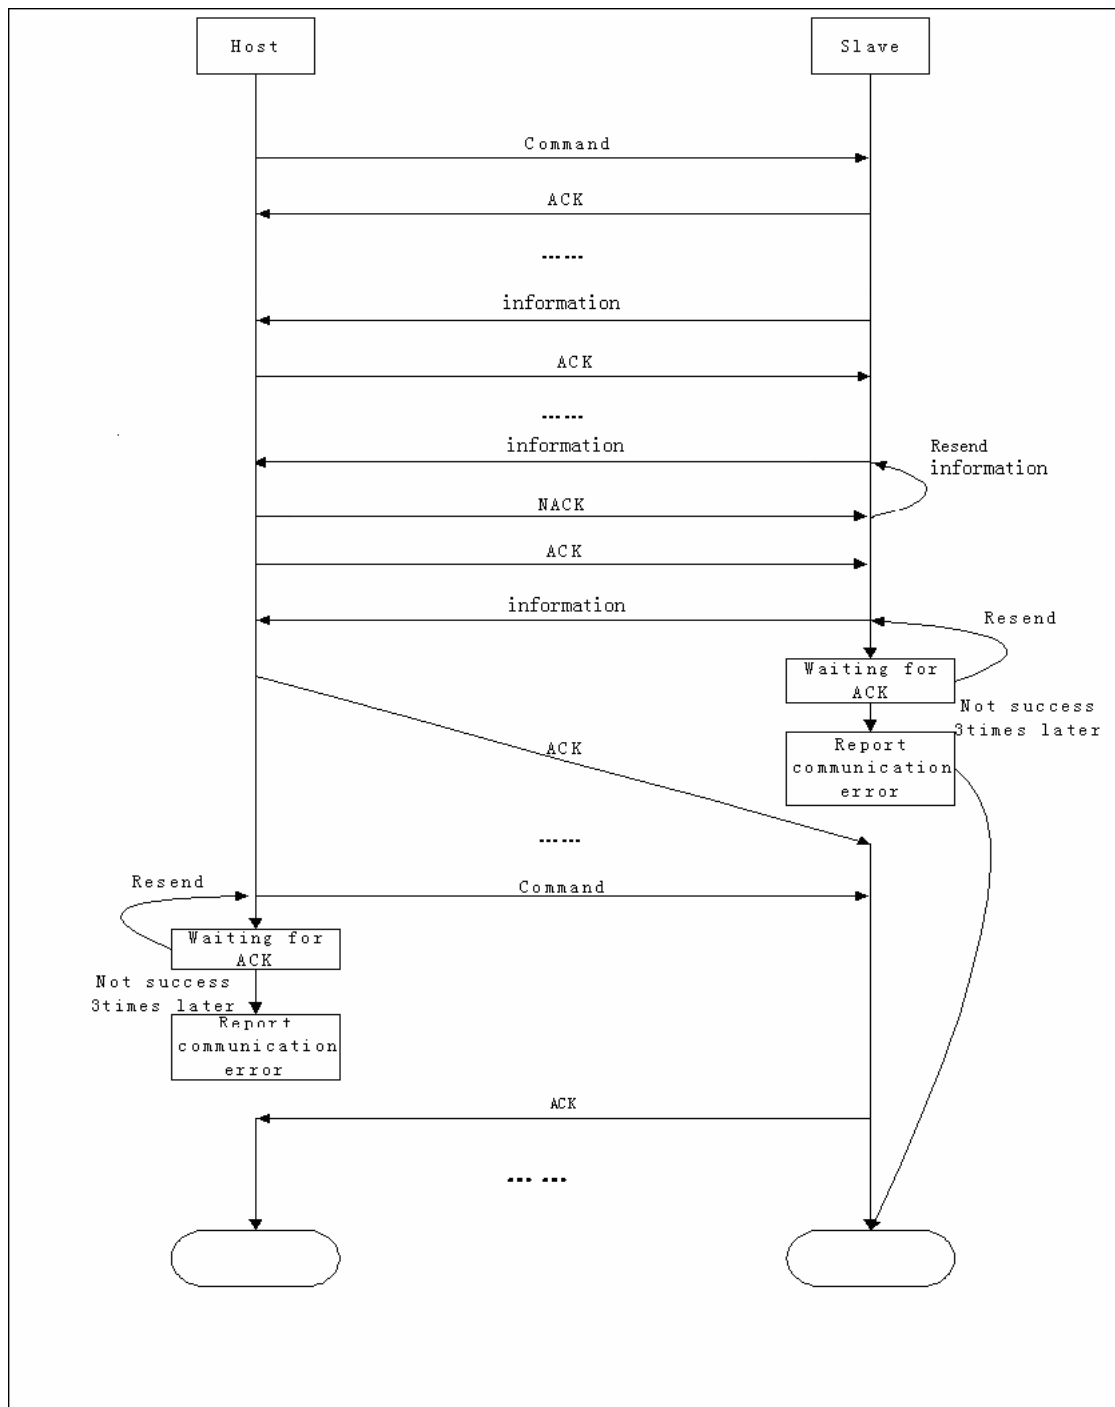 Host
Slave
Command
ACK
……
information
ACK
……
information
Resend
information
NACK
ACK
information
Resend
Waiting for
ACK
Not success
3times later
Report
communication
error
ACK
……
Resend
Command
Waiting for
ACK
Not success
3times later
Report
communication
error
ACK
… …